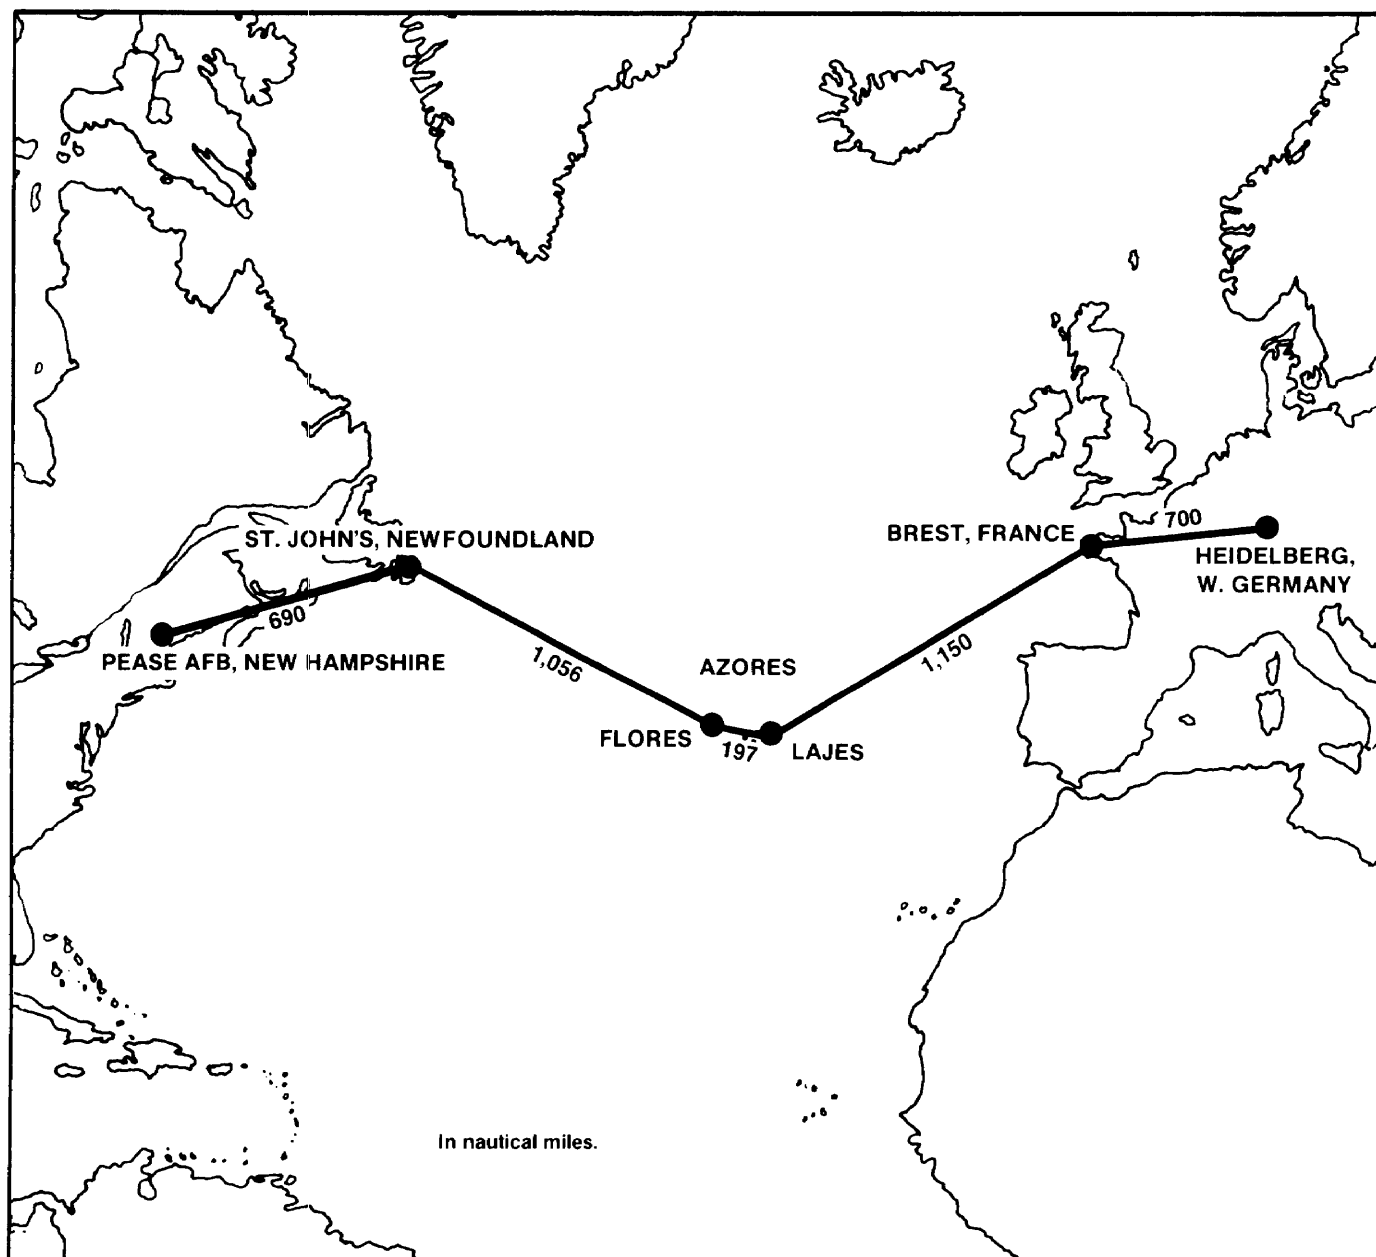 ST. JOHN'S, NEWFOUNDLAND
BREST, FRANCE
700
HEIDELBERG,
W. GERMANY
690
PEASE AFB, NEW HAMPSHIRE
1,056
AZORES
1,150
FLORES
197
LAJES
In nautical miles.